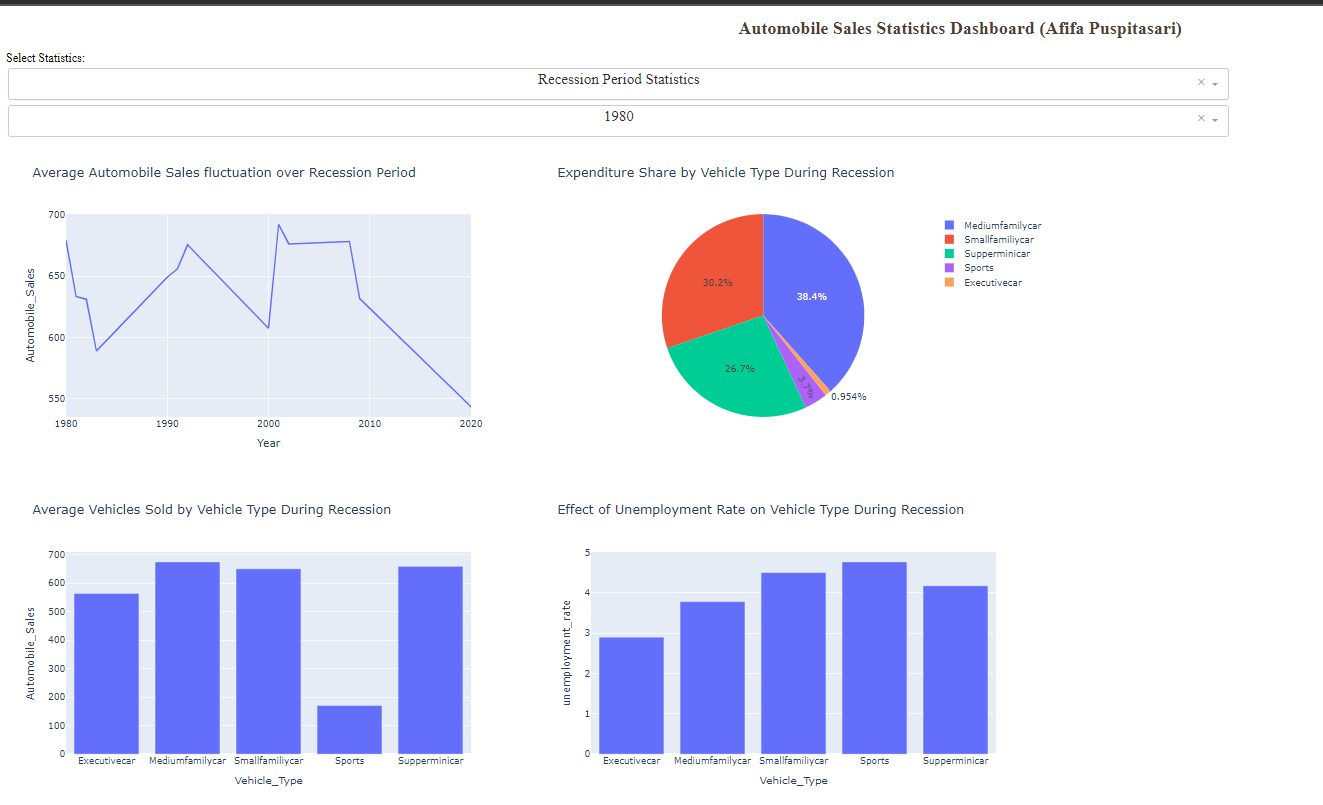 Automobile Sales Statistics Dashboard (Afifa Puspitasari)
Select Statistics:
Recession Period Statistics
×
1980
×
Average Automobile Sales fluctuation over Recession Period
700
650
600
550
Automobile_Sales
1980 1990 2000 2010 2020
Year
Expenditure Share by Vehicle Type During Recession
30.2%
38.4%
26.7%
3.7%
0.954%
Mediumfamilycar
Smallfamiliycar
Supperminicar
Sports
Executivecar
Average Vehicles Sold by Vehicle Type During Recession
700
600
500
400
300
200
100
0
Automobile_Sales
Executivecar Mediumfamilycar Smallfamiliycar Sports Supperminicar
Vehicle_Type
Effect of Unemployment Rate on Vehicle Type During Recession
5
4
3
2
1
0
unemployment_rate
Executivecar Mediumfamilycar Smallfamiliycar Sports Supperminicar
Vehicle_Type